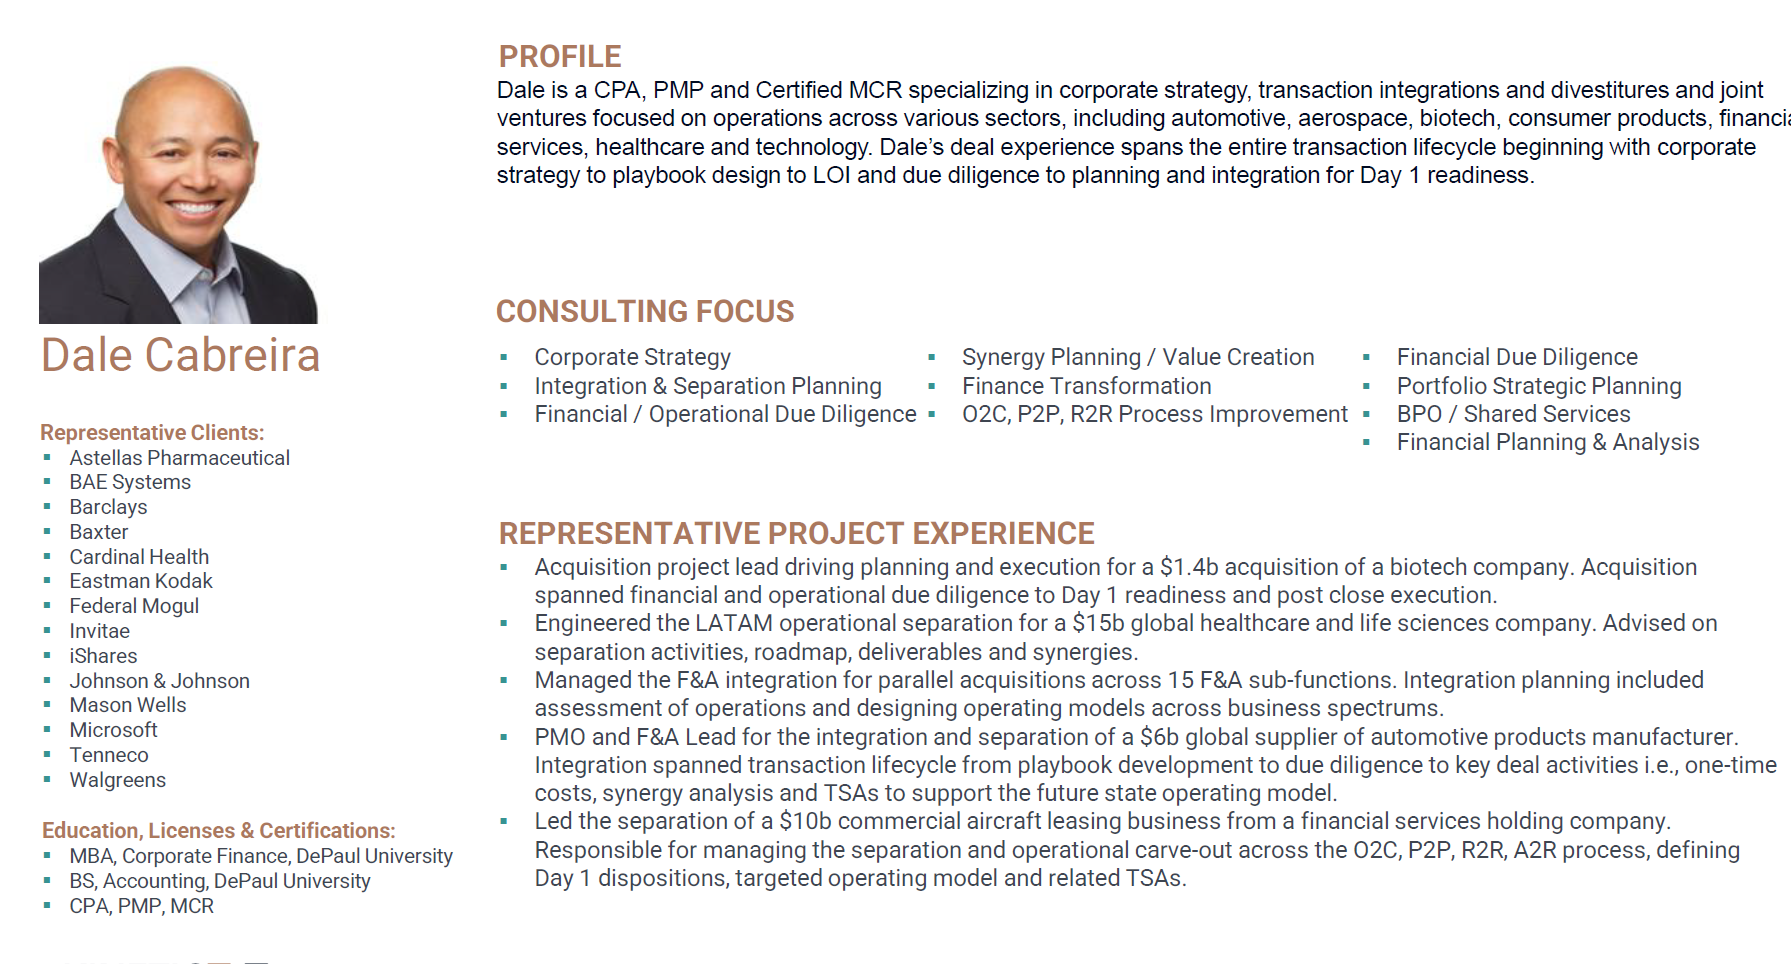 PROFILE
Dale is a CPA, PMP and Certified MCR specializing in corporate strategy, transaction integrations and divestitures and joint
ventures focused on operations across various sectors, including automotive, aerospace, biotech, consumer products,
services, healthcare and technology. Dale's deal experience spans the entire transaction lifecycle beginning with corporate
strategy to playbook design to LOI and due diligence to planning and integration for Day 1 readiness.
Dale Cabreira
Representative Clients:
▪ Astellas Pharmaceutical
▪ BAE Systems
▪ Barclays
▪ Baxter
▪ Cardinal Health
▪ Eastman Kodak
▪ Federal Mogul
▪ Invitae
▪ iShares
▪ Johnson & Johnson
▪ Mason Wells
▪ Microsoft
▪ Tenneco
▪ Walgreens
Education, Licenses & Certifications:
▪ MBA, Corporate Finance, DePaul University
▪ BS, Accounting, DePaul University
▪ CPA, PMP, MCR
CONSULTING FOCUS
▪ Corporate Strategy
▪ Integration & Separation Planning
▪ Financial / Operational Due Diligence
▪ Synergy Planning / Value Creation
▪ Finance Transformation
▪ O2C, P2P, R2R Process Improvement
▪ Financial Due Diligence
▪ Portfolio Strategic Planning
▪ BPO / Shared Services
▪ Financial Planning & Analysis
REPRESENTATIVE PROJECT EXPERIENCE
▪ Acquisition project lead driving planning and execution for a $1.4b acquisition of a biotech company. Acquisition
spanned financial and operational due diligence to Day 1 readiness and post close execution.
▪ Engineered the LATAM operational separation for a $15b global healthcare and life sciences company. Advised on
separation activities, roadmap, deliverables and synergies.
▪ Managed the F&A integration for parallel acquisitions across 15 F&A sub-functions. Integration planning included
assessment of operations and designing operating models across business spectrums.
▪ PMO and F&A Lead for the integration and separation of a $6b global supplier of automotive products manufacturer.
Integration spanned transaction lifecycle from playbook development to due diligence to key deal activities i.e., one-time
costs, synergy analysis and TSAs to support the future state operating model.
▪ Led the separation of a $10b commercial aircraft leasing business from a financial services holding company.
Responsible for managing the separation and operational carve-out across the O2C, P2P, R2R, A2R process, defining
Day 1 dispositions, targeted operating model and related TSAs.